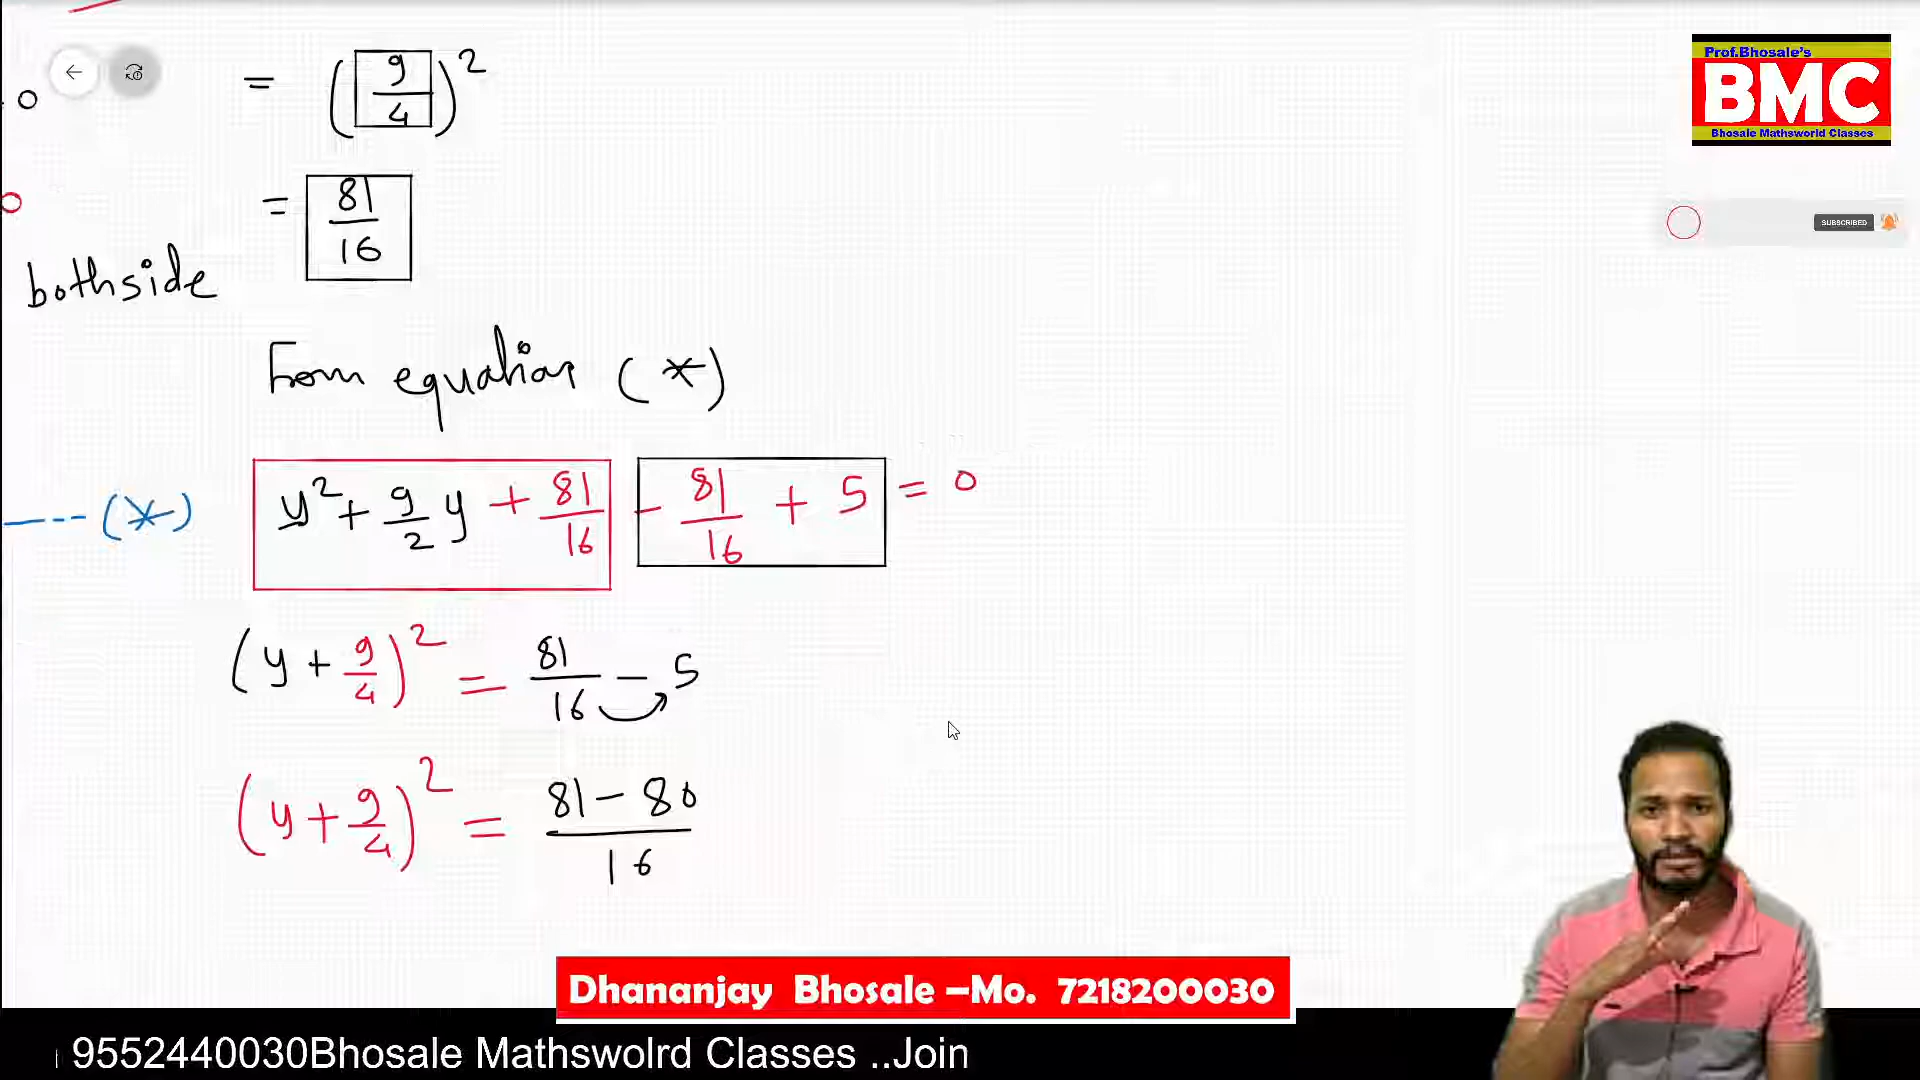 Prof.Bhosale's
BMC
Bhosale Mathsworld Classes
SUBSCRIBED
0
= (9/4)²
0
= 81/16
bothside
From equation (*)
---(*)
y² + 9/2 y + 81/16 - 81/16 + 5 = 0
(y + 9/4)² = 81/16 - 5
(y + 9/4)² = 81 - 80/16
Dhananjay Bhosale –Mo. 7218200030
9552440030Bhosale Mathswolrd Classes ..Join